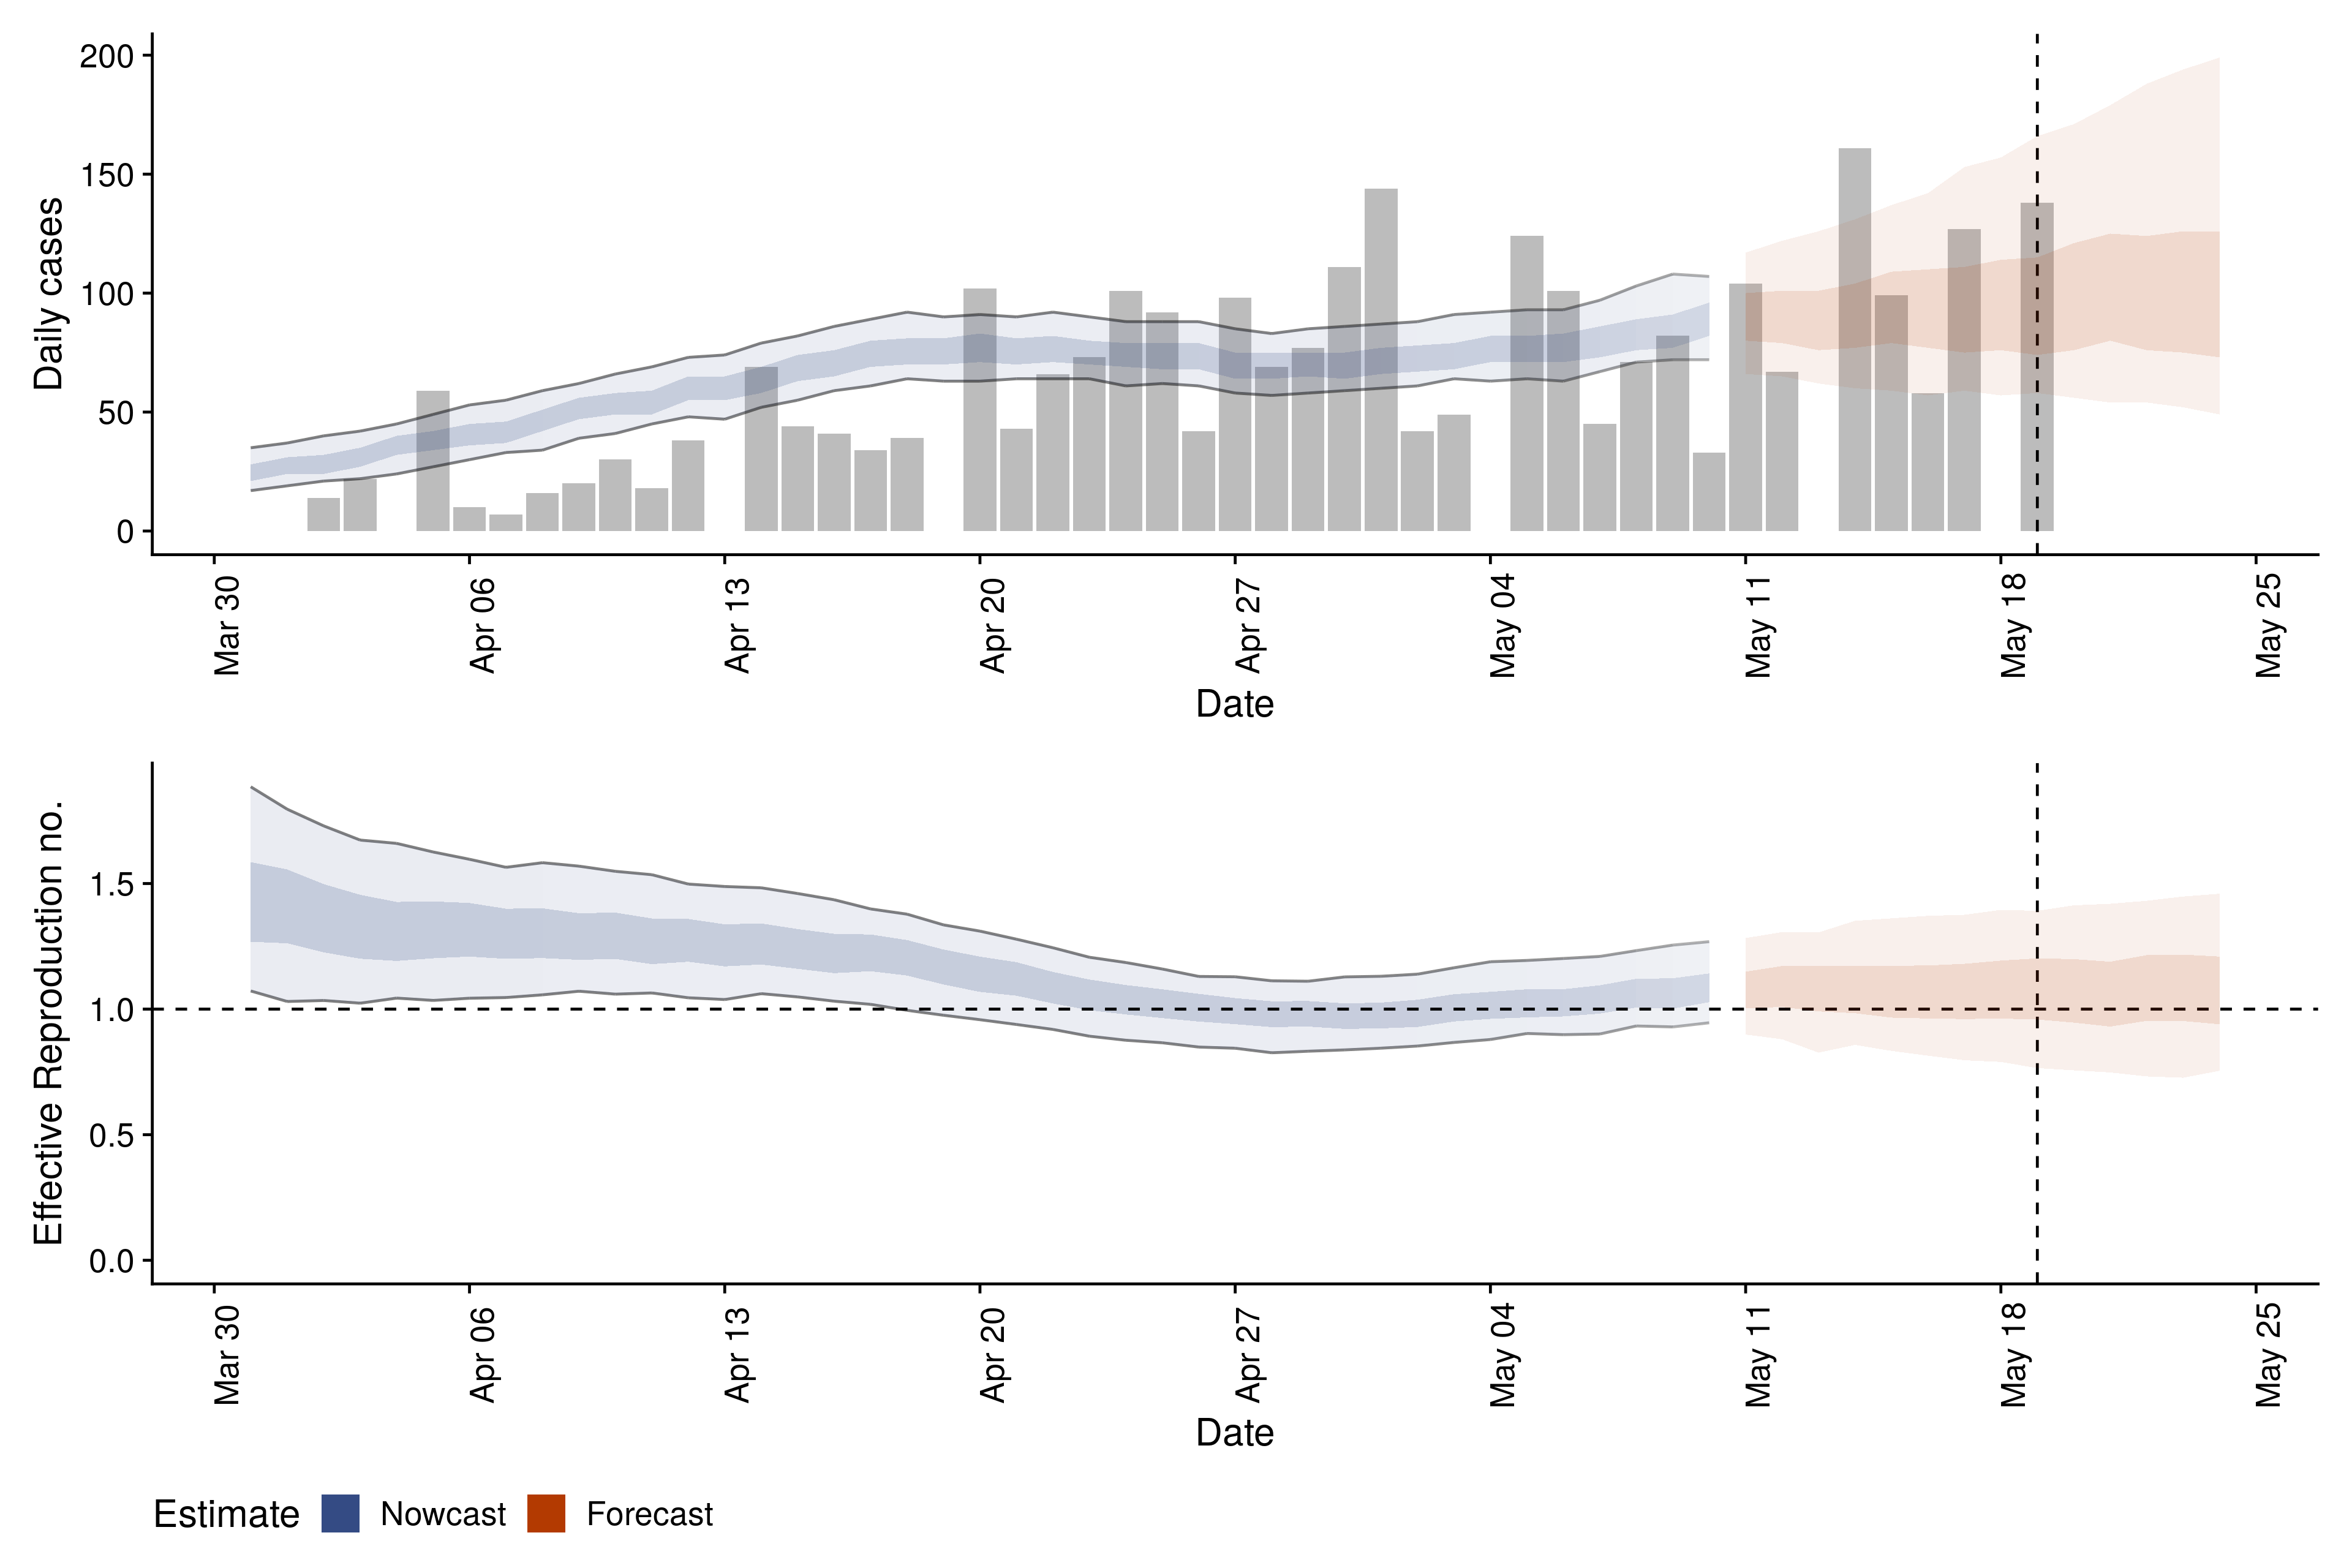 Daily cases
200
150
100
50
0
Mar 30
Apr 06
Apr 13
Apr 20
Apr 27
May 04
May 11
May 18
May 25
Date
Effective Reproduction no.
1.5
1.0
0.5
0.0
Mar 30
Apr 06
Apr 13
Apr 20
Apr 27
May 04
May 11
May 18
May 25
Date
Estimate Nowcast Forecast